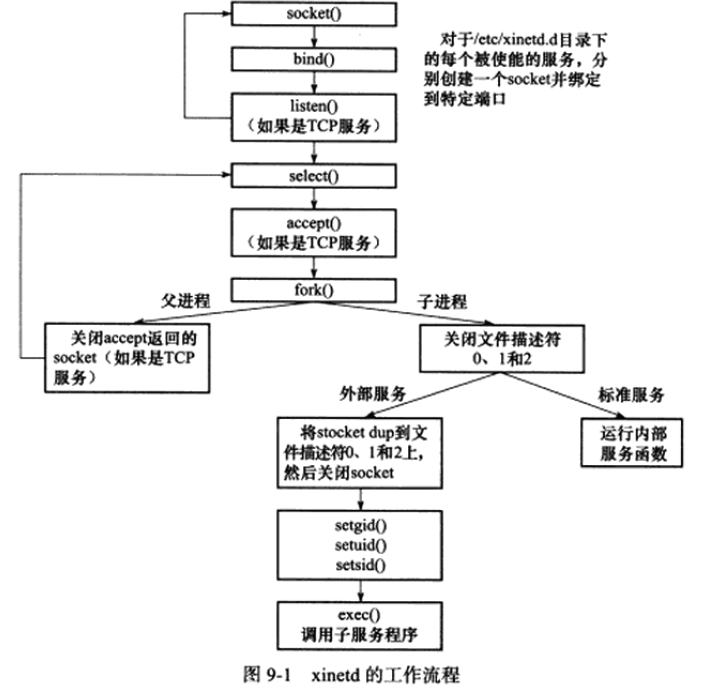 socket()
对于/etc/xinetd.d目录下
的每个被使能的服务，分
别创建一个socket并绑定
到特定端口
bind()
listen()
（如果是TCP服务）
select()
accept()
（如果是TCP服务）
fork()
父进程
子进程
关闭accept返回的
socket（如果是TCP
服务）
关闭文件描述符
0、1和2
外部服务
标准服务
将stocket dup到文
件描述符0、1和2上，
然后关闭socket
运行内部
服务函数
setgid()
setuid()
setsid()
exec()
调用子服务程序
图 9-1 xinetd 的工作流程